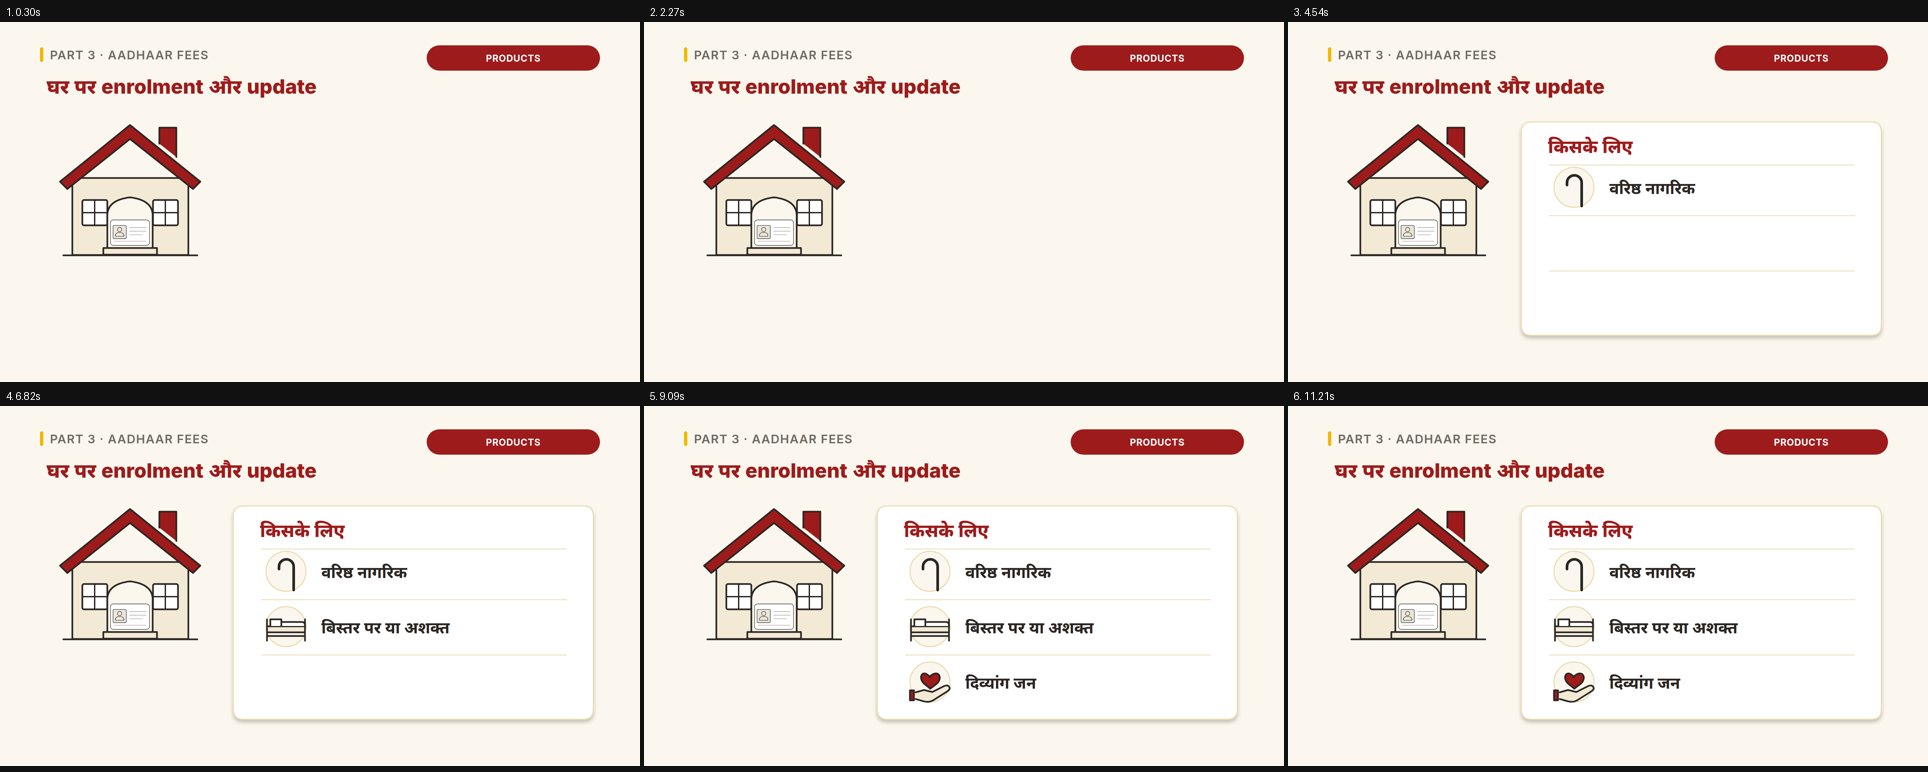 1. 0.30s
PART 3 · AADHAAR FEES
PRODUCTS
घर पर enrolment और update
2. 2.27s
PART 3 · AADHAAR FEES
PRODUCTS
घर पर enrolment और update
3. 4.54s
PART 3 · AADHAAR FEES
PRODUCTS
घर पर enrolment और update
किसके लिए
वरिष्ठ नागरिक
4. 6.82s
PART 3 · AADHAAR FEES
PRODUCTS
घर पर enrolment और update
किसके लिए
वरिष्ठ नागरिक
बिस्तर पर या अशक्त
5. 9.09s
PART 3 · AADHAAR FEES
PRODUCTS
घर पर enrolment और update
किसके लिए
वरिष्ठ नागरिक
बिस्तर पर या अशक्त
दिव्यांग जन
6. 11.21s
PART 3 · AADHAAR FEES
PRODUCTS
घर पर enrolment और update
किसके लिए
वरिष्ठ नागरिक
बिस्तर पर या अशक्त
दिव्यांग जन